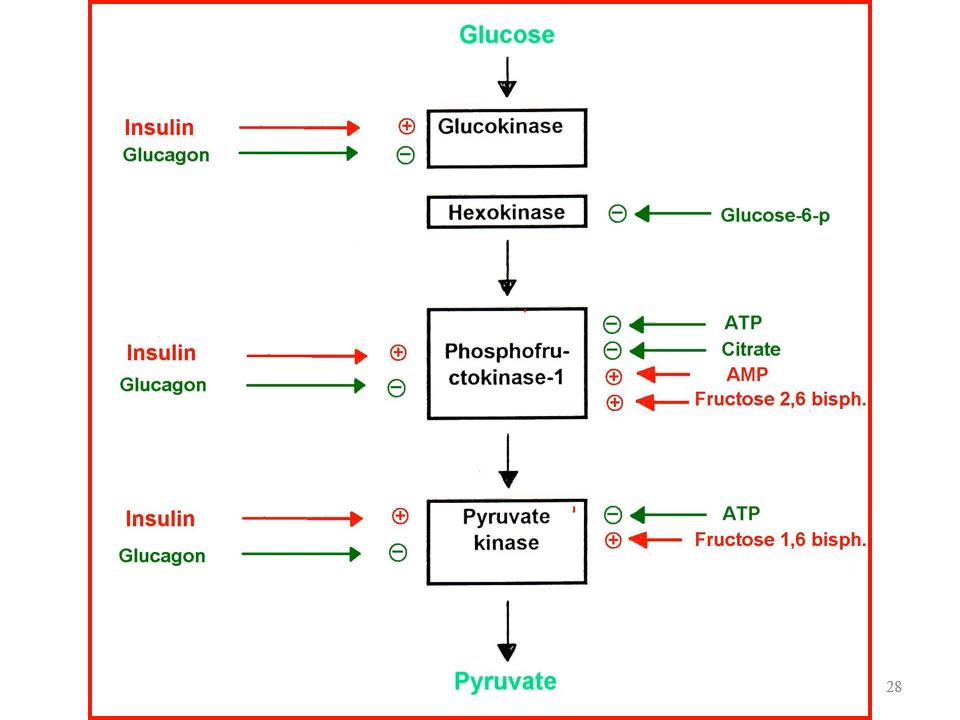 Glucose
Insulin ⊕ Glucokinase
Glucagon ⊖
Hexokinase ⊖ Glucose-6-p
⊖ ATP
Insulin ⊕ Phosphofru- ⊖ Citrate
Glucagon ⊖ ctokinase-1 ⊕ AMP
⊕ Fructose 2,6 bisph.
Insulin ⊕ Pyruvate ⊖ ATP
Glucagon ⊖ kinase ⊕ Fructose 1,6 bisph.
Pyruvate
28